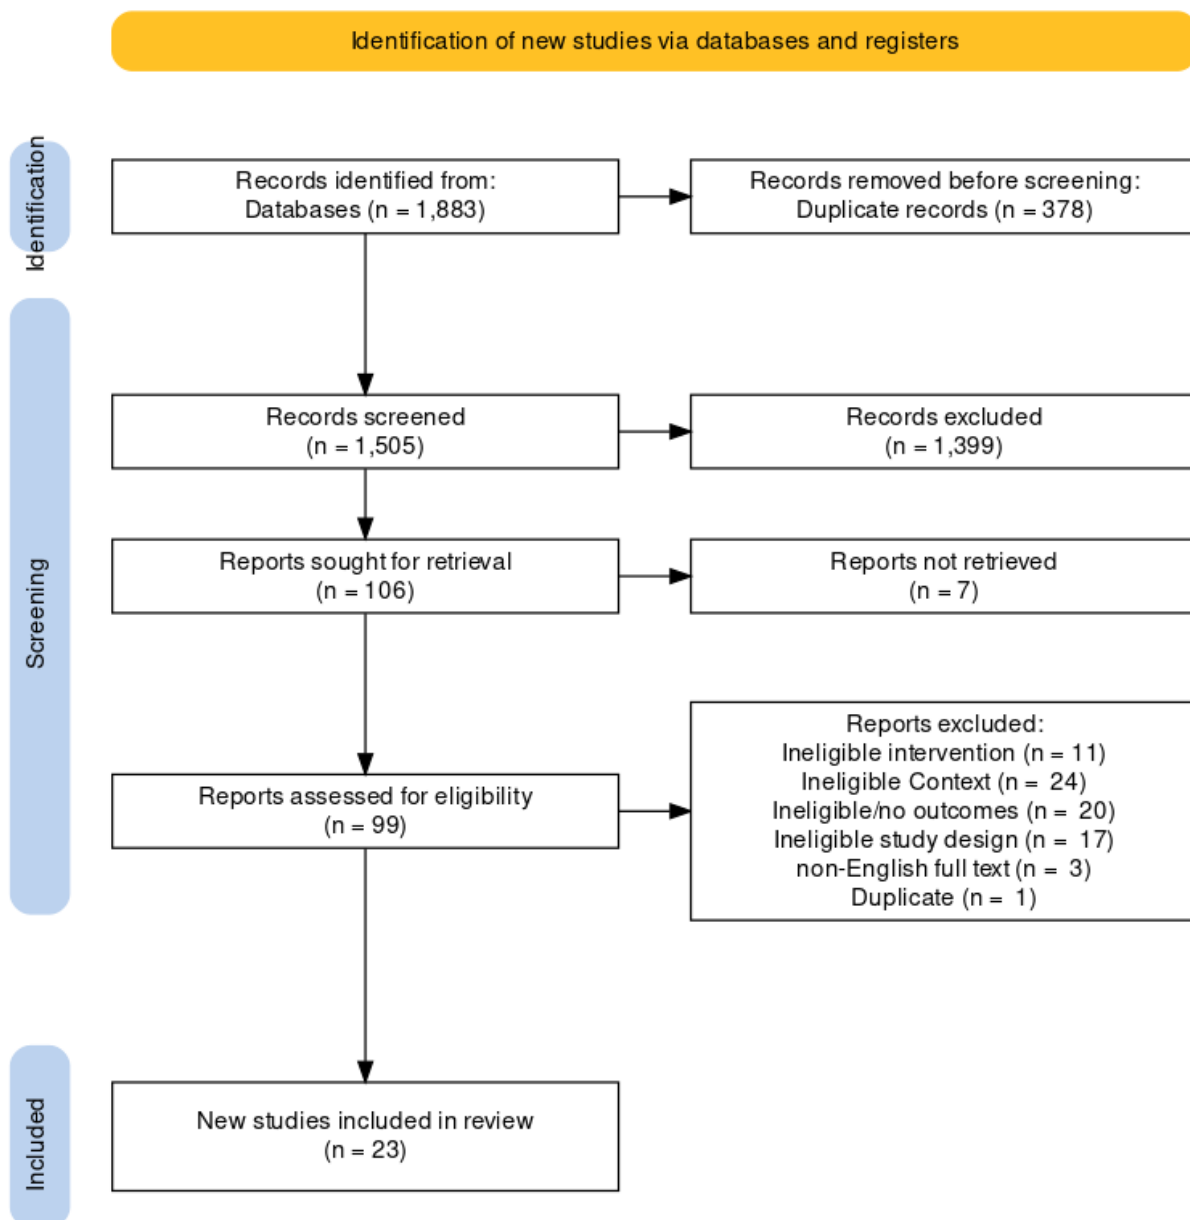 Identification of new studies via databases and registers
Identification
Records identified from:
Databases (n = 1,883)
Records removed before screening:
Duplicate records (n = 378)
Screening
Records screened
(n = 1,505)
Records excluded
(n = 1,399)
Reports sought for retrieval
(n = 106)
Reports not retrieved
(n = 7)
Reports assessed for eligibility
(n = 99)
Reports excluded:
Ineligible intervention (n = 11)
Ineligible Context (n = 24)
Ineligible/no outcomes (n = 20)
Ineligible study design (n = 17)
non-English full text (n = 3)
Duplicate (n = 1)
Included
New studies included in review
(n = 23)